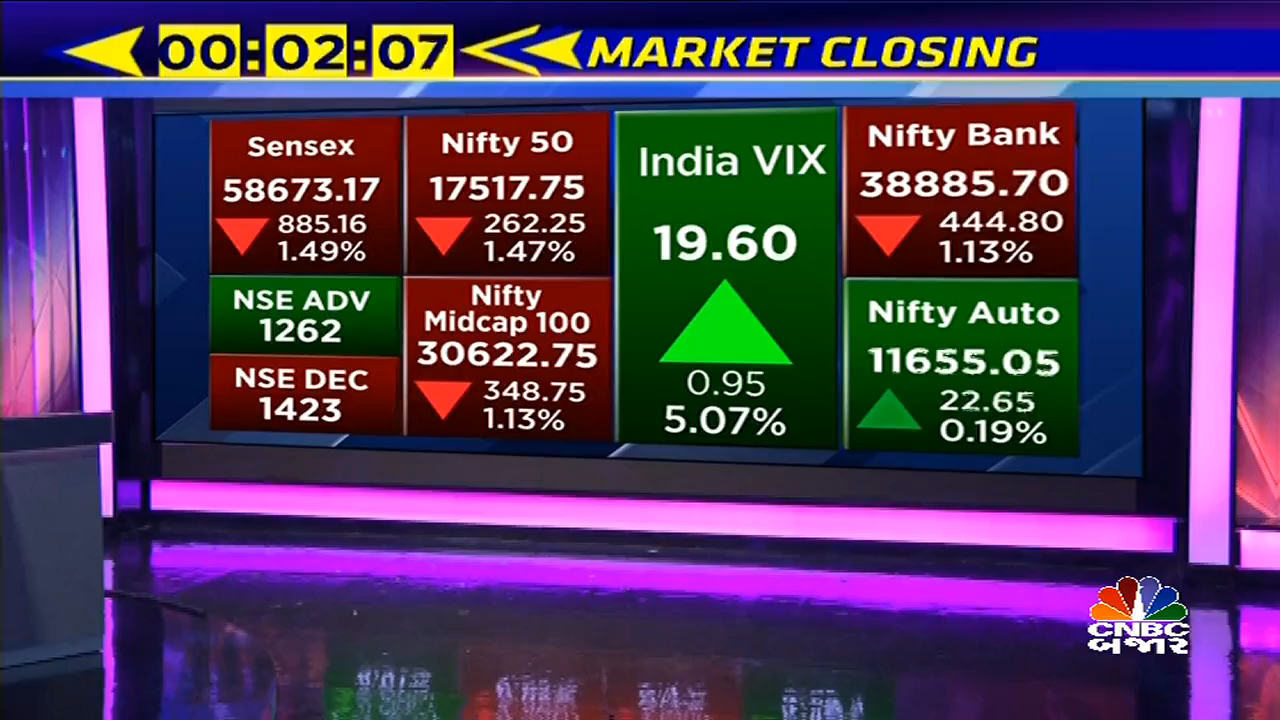 00:02:07 MARKET CLOSING
Sensex
58673.17
885.16
1.49%
NSE ADV
1262
NSE DEC
1423
Nifty 50
17517.75
262.25
1.47%
Nifty
Midcap 100
30622.75
348.75
1.13%
India VIX
19.60
0.95
5.07%
Nifty Bank
38885.70
444.80
1.13%
Nifty Auto
11655.05
22.65
0.19%
CNBC
બજાર